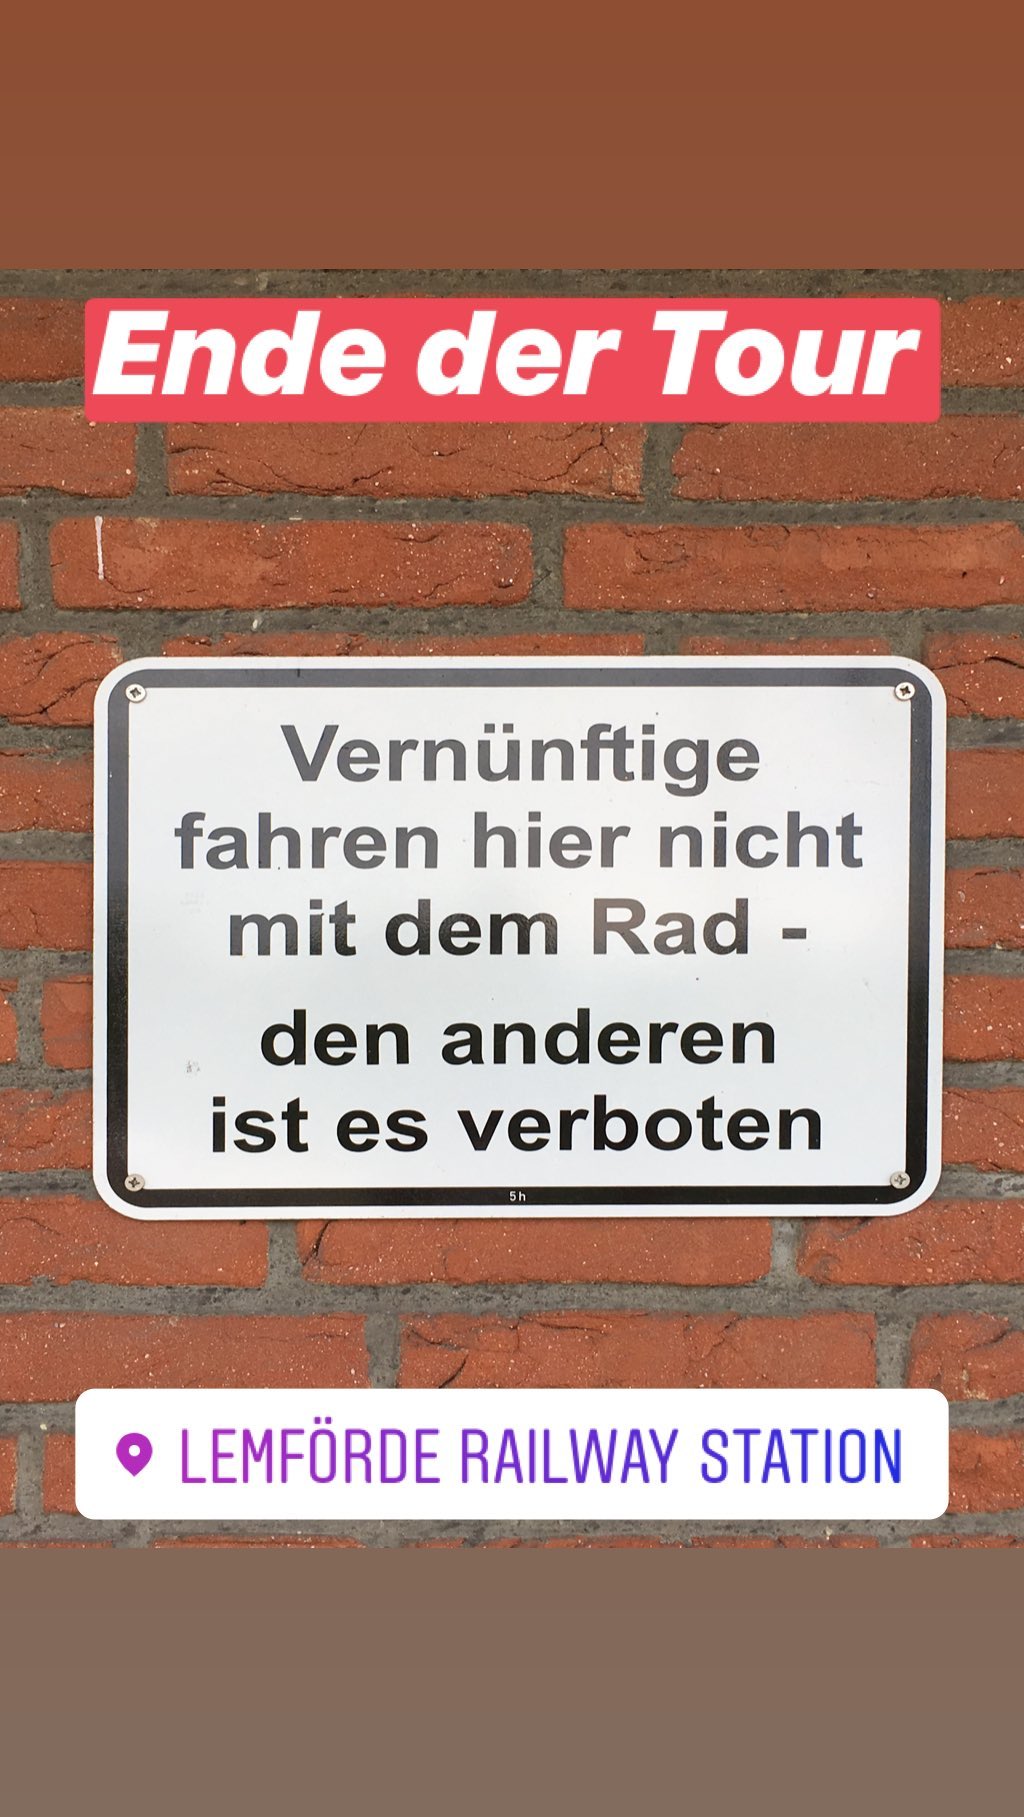 Ende der Tour
Vernünftige
fahren hier nicht
mit dem Rad -
den anderen
ist es verboten
5h
LEMFÖRDE RAILWAY STATION